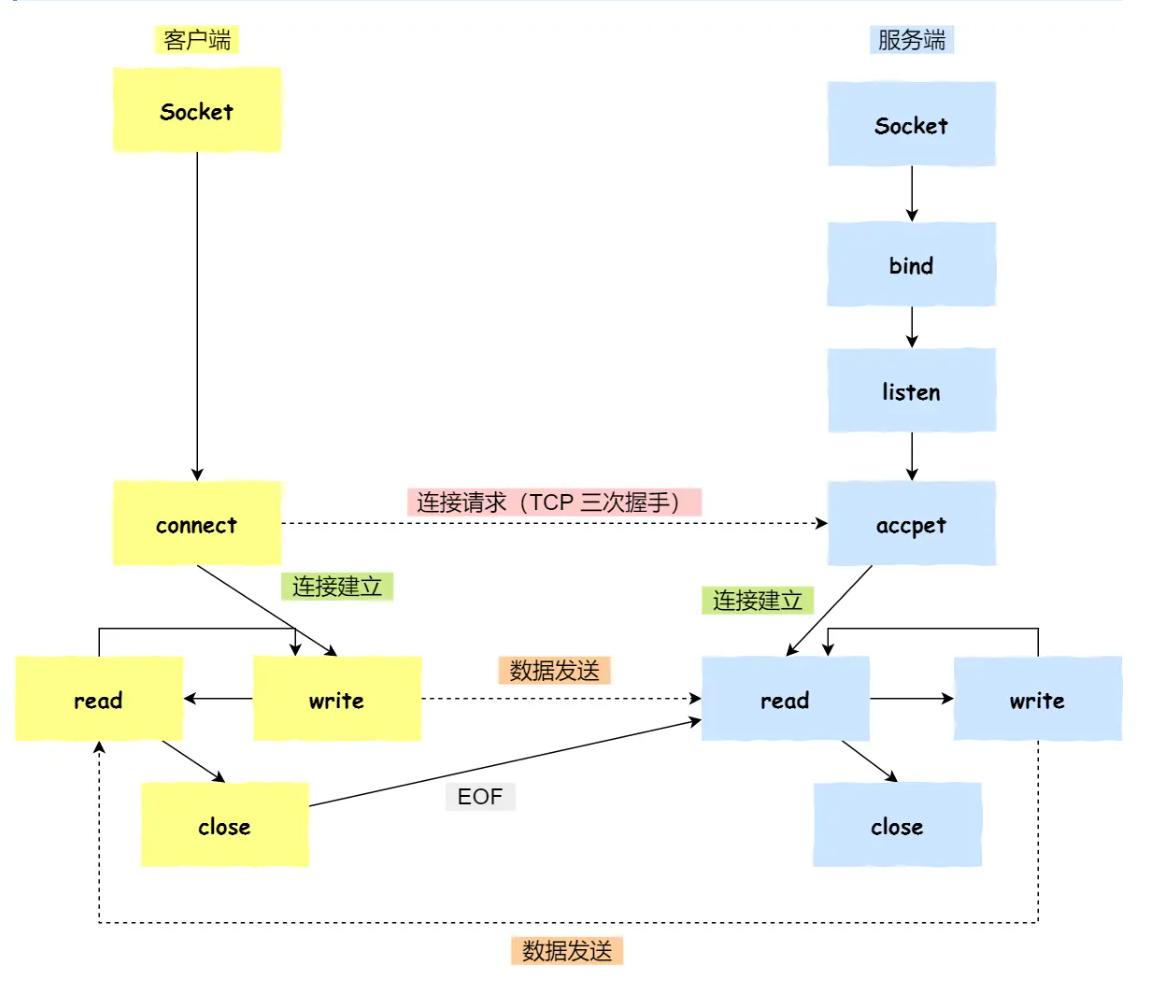 客户端
服务端
Socket
Socket
bind
listen
连接请求（TCP 三次握手）
connect
accpet
连接建立
连接建立
数据发送
read
write
read
write
EOF
close
close
数据发送